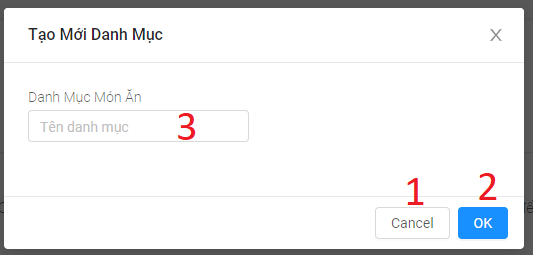 Tạo Mới Danh Mục
Danh Mục Món Ăn
Tên danh mục 3
1 2
Cancel OK